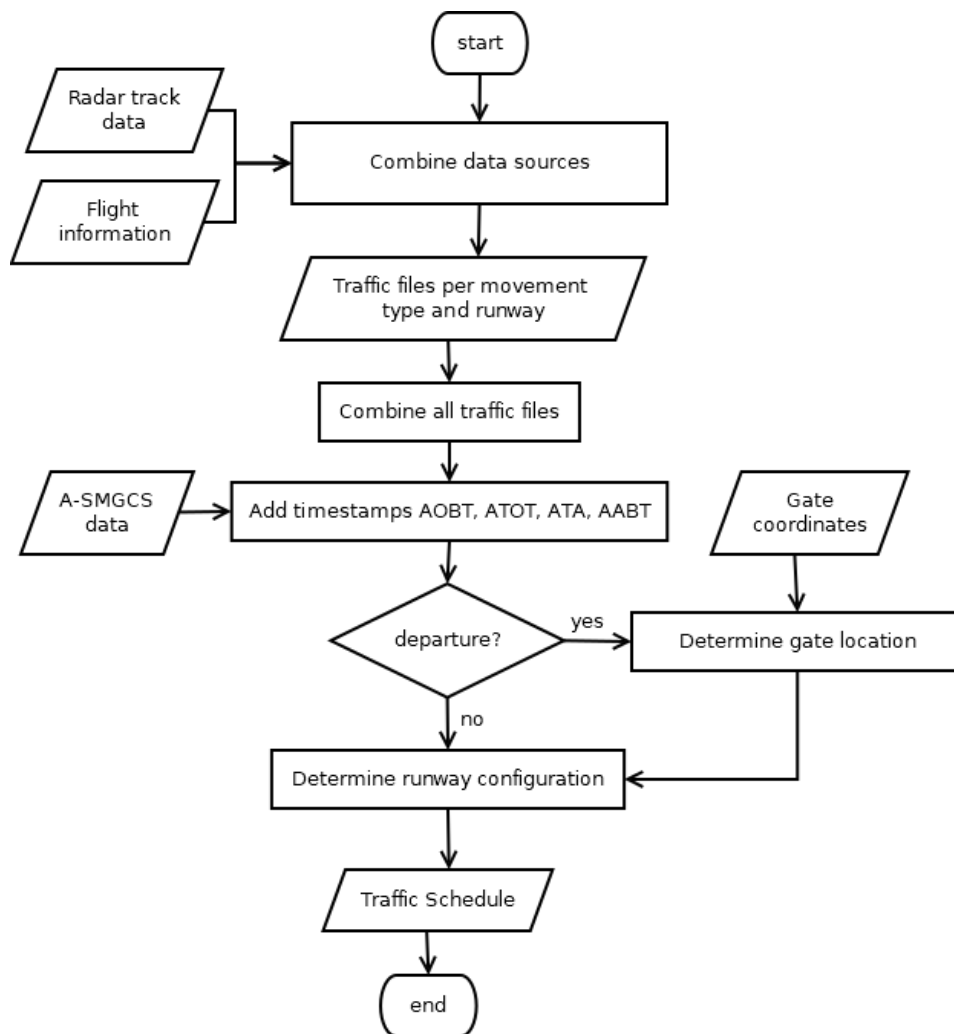 start
Radar track
data
Combine data sources
Flight
information
Traffic files per movement
type and runway
Combine all traffic files
A-SMGCS
data
Add timestamps AOBT, ATOT, ATA, AABT
Gate
coordinates
departure?
yes
Determine gate location
no
Determine runway configuration
Traffic Schedule
end